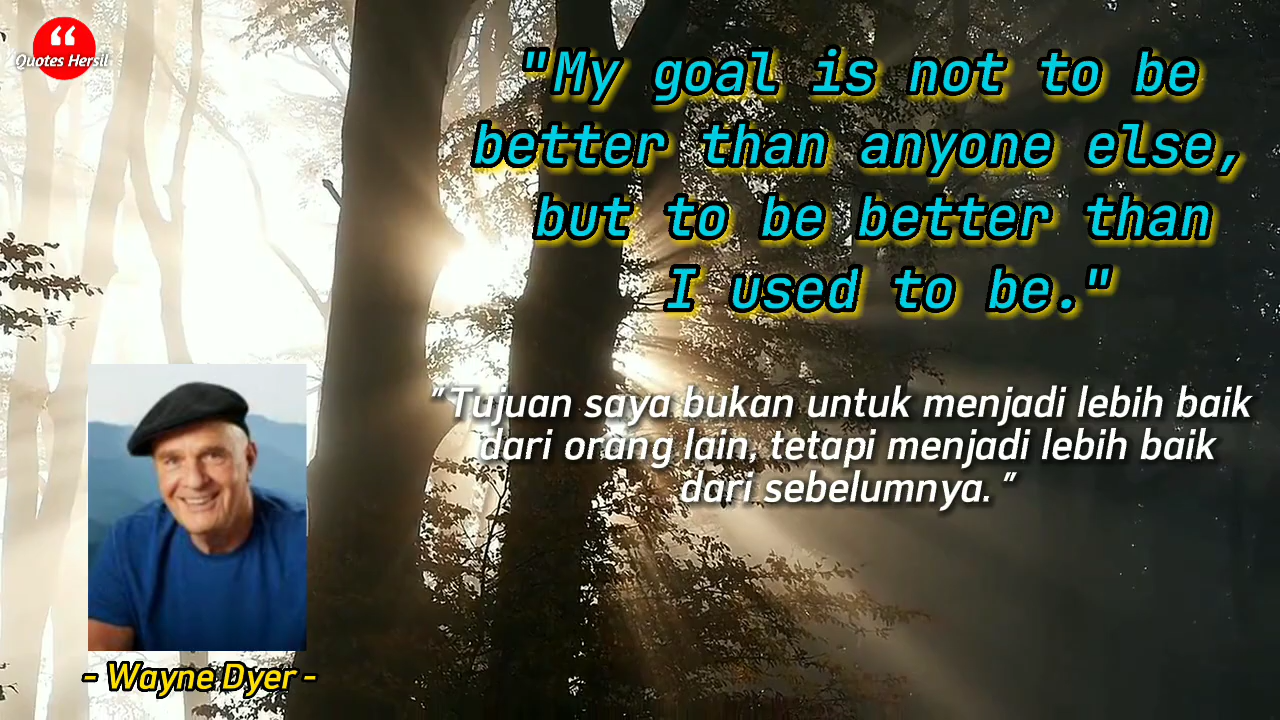 “
Quotes Hersil
"My goal is not to be
better than anyone else,
but to be better than
I used to be."
"Tujuan saya bukan untuk menjadi lebih baik
dari orang lain, tetapi menjadi lebih baik
dari sebelumnya. "
- Wayne Dyer -